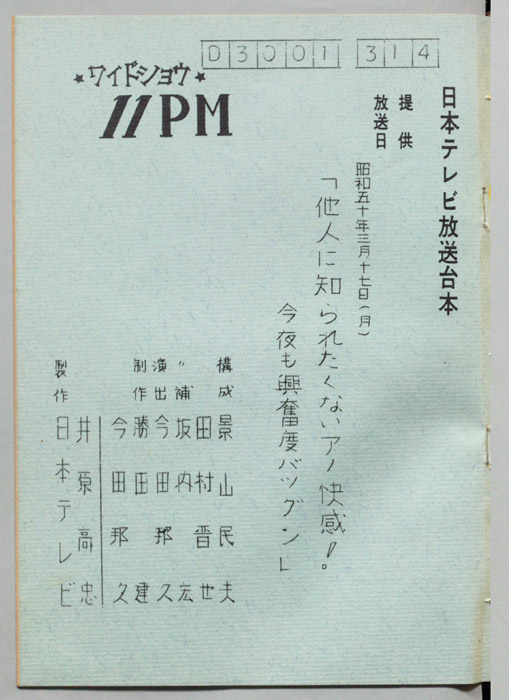 D3001 314
★ワイドショウ★
11PM
日本テレビ放送台本
提供
放送日
昭和五十年三月十七日(月)
「他人に知られたくないアノ快感!。
今夜も興奮度バツグン」
構成 景山民夫
田村晋世
〃補 坂内宏
演出 今田邦久
制作 勝田建
今田邦久
井原高忠
製作 日本テレビ